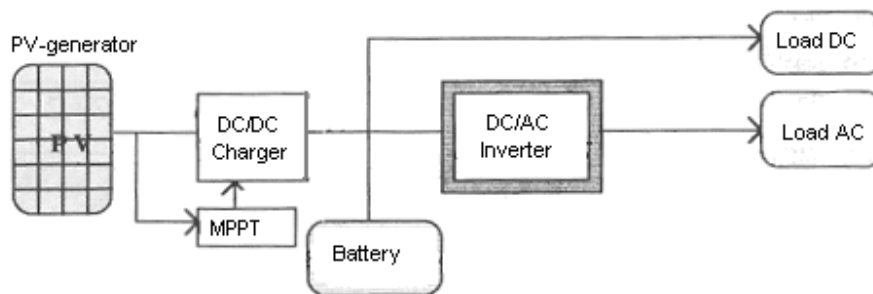 PV-generator
PV
DC/DC
Charger
MPPT
Battery
DC/AC
Inverter
Load DC
Load AC